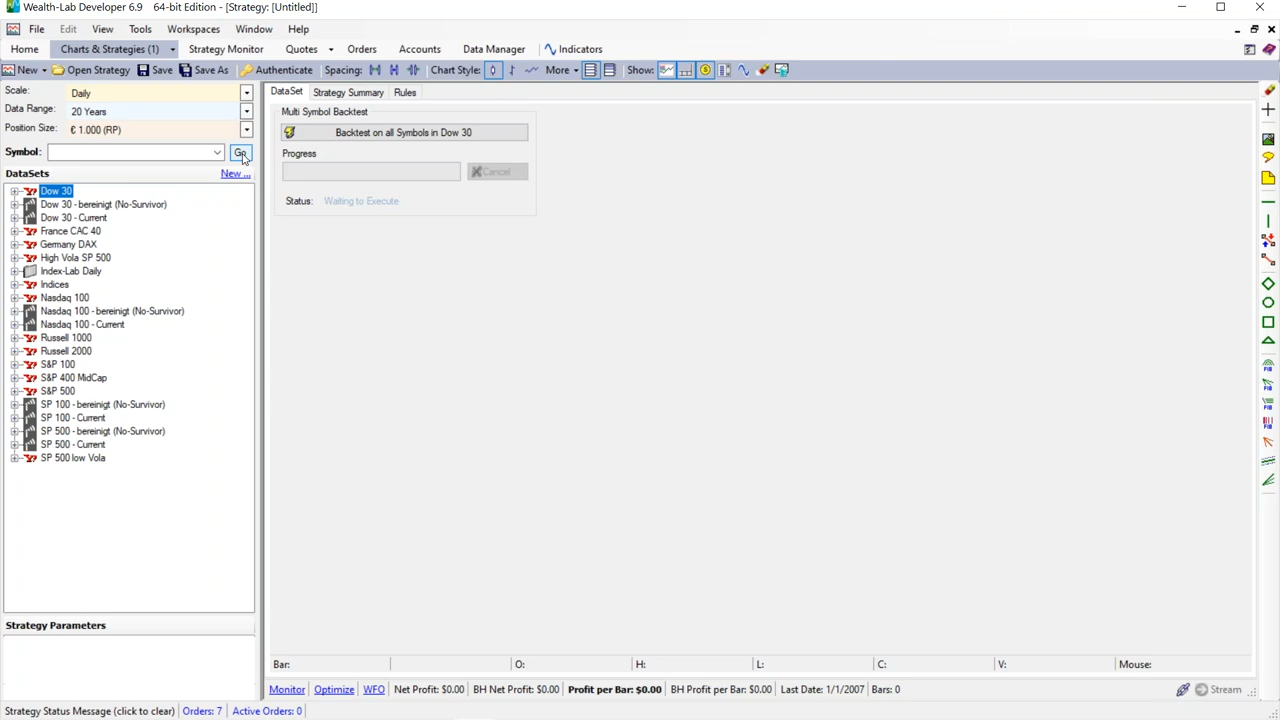 Wealth-Lab Developer 6.9 64-bit Edition - [Strategy: [Untitled]]
File Edit View Tools Workspaces Window Help
Home Charts & Strategies (1) Strategy Monitor Quotes Orders Accounts Data Manager Indicators
New Open Strategy Save Save As Authenticate Spacing: Chart Style: More Show:
Scale: Daily
Data Range: 20 Years
Position Size: € 1.000 (RP)
Symbol: Go
DataSets New ...
Dow 30
Dow 30 - bereinigt (No-Survivor)
Dow 30 - Current
France CAC 40
Germany DAX
High Vola SP 500
Index-Lab Daily
Indices
Nasdaq 100
Nasdaq 100 - bereinigt (No-Survivor)
Nasdaq 100 - Current
Russell 1000
Russell 2000
S&P 100
S&P 400 MidCap
S&P 500
SP 100 - bereinigt (No-Survivor)
SP 100 - Current
SP 500 - bereinigt (No-Survivor)
SP 500 - Current
SP 500 low Vola
Strategy Parameters
DataSet Strategy Summary Rules
Multi Symbol Backtest
Backtest on all Symbols in Dow 30
Progress
Cancel
Status: Waiting to Execute
FIB
FIB
FIB
FIB
Bar: O: H: L: C: V: Mouse:
Monitor Optimize WFO Net Profit: $0.00 BH Net Profit: $0.00 Profit per Bar: $0.00 BH Profit per Bar: $0.00 Last Date: 1/1/2007 Bars: 0 Stream
Strategy Status Message (click to clear) Orders: 7 Active Orders: 0